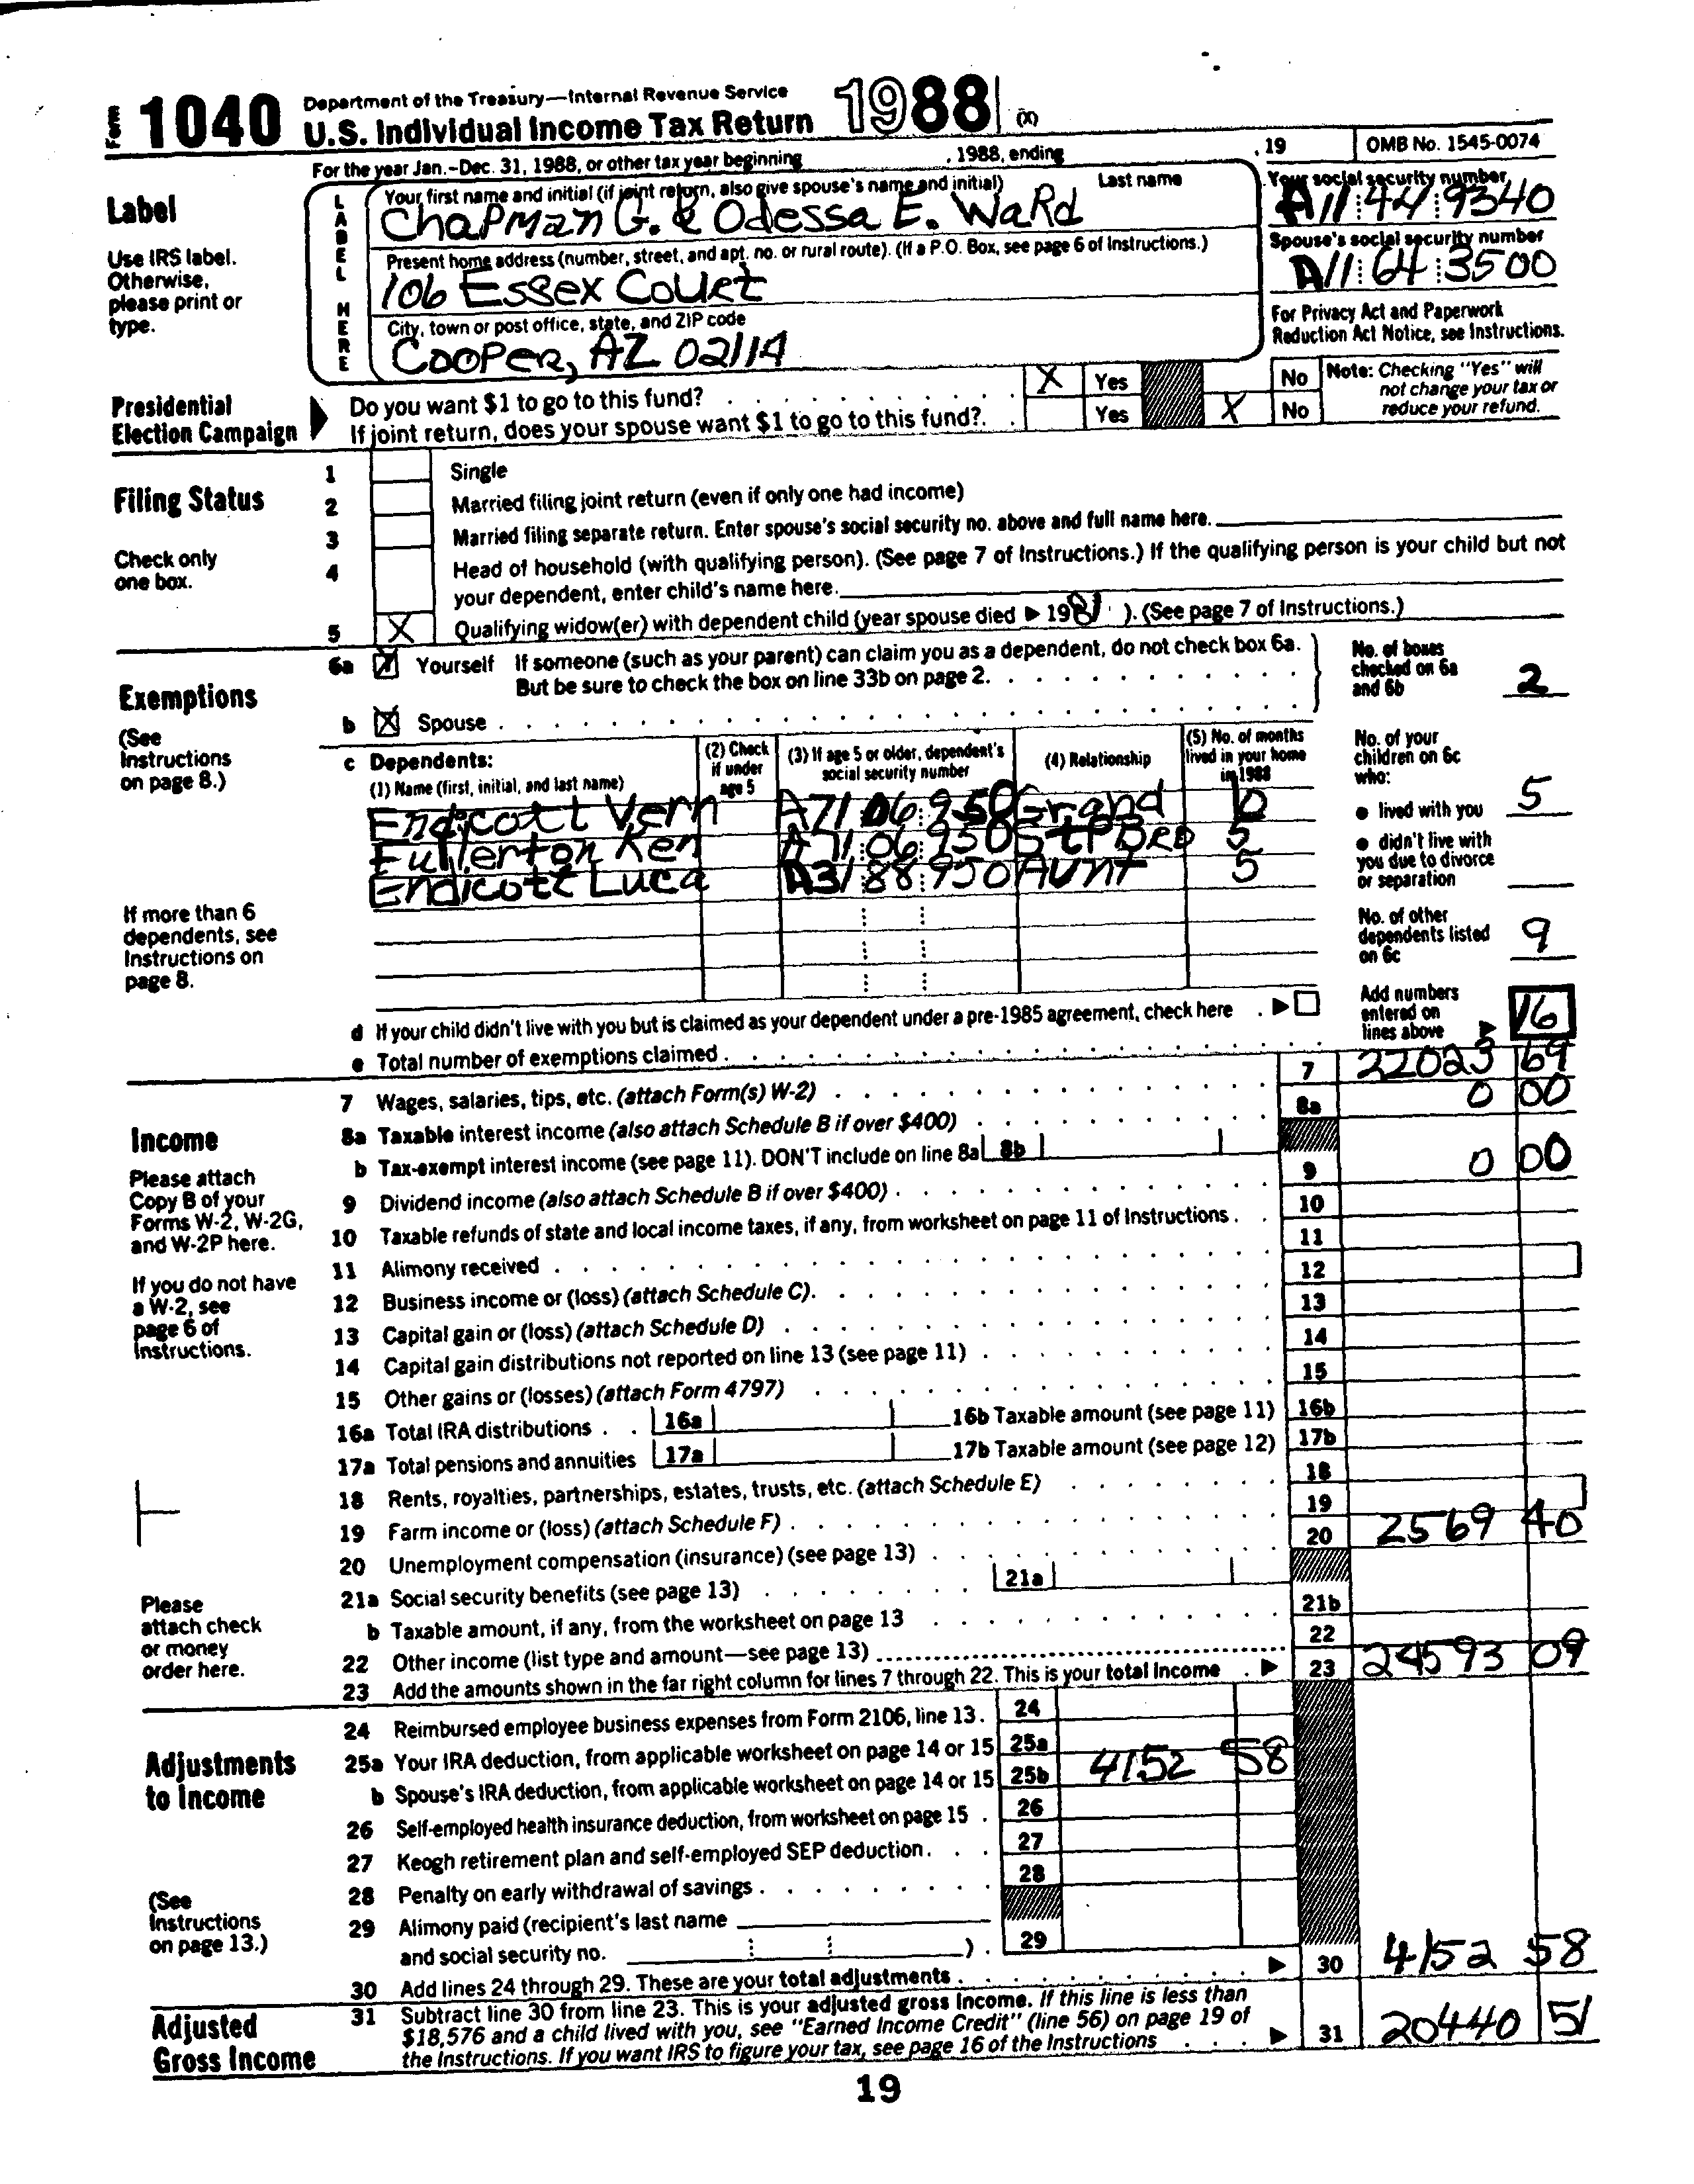 Form 1040 Department of the Treasury—Internal Revenue Service
U.S. Individual Income Tax Return 1988 (X)
For the year Jan.-Dec. 31, 1988, or other tax year beginning , 1988, ending , 19 OMB No. 1545-0074
Label
Use IRS label.
Otherwise,
please print or
type.
LABEL HERE
Your first name and initial (if joint return, also give spouse's name and initial) Last name
Chapman G. & Odessa E. Ward
Your social security number
A11:44:9340
Present home address (number, street, and apt. no. or rural route). (If a P.O. Box, see page 6 of Instructions.)
106 Essex Court
Spouse's social security number
A11:64:3500
City, town or post office, state, and ZIP code
Cooper, AZ 02114
For Privacy Act and Paperwork
Reduction Act Notice, see Instructions.
Presidential
Election Campaign
Do you want $1 to go to this fund? X Yes No
If joint return, does your spouse want $1 to go to this fund? Yes X No
Note: Checking "Yes" will
not change your tax or
reduce your refund.
Filing Status
Check only
one box.
1 Single
2 Married filing joint return (even if only one had income)
3 Married filing separate return. Enter spouse's social security no. above and full name here.
4 Head of household (with qualifying person). (See page 7 of Instructions.) If the qualifying person is your child but not
your dependent, enter child's name here.
5 X Qualifying widow(er) with dependent child (year spouse died ▶ 1981 ). (See page 7 of Instructions.)
Exemptions
(See
Instructions
on page 8.)
6a X Yourself If someone (such as your parent) can claim you as a dependent, do not check box 6a.
But be sure to check the box on line 33b on page 2.
b X Spouse
No. of boxes
checked on 6a
and 6b 2
c Dependents:
(1) Name (first, initial, and last name)
(2) Check
if under
age 5
(3) If age 5 or older, dependent's
social security number
(4) Relationship
(5) No. of months
lived in your home
in 1988
Endicott Vern A71 06 950 Grand 6
Fullerton Ken A71 06 950 StPBRD 5
Endicott Luca A31 88 950 Aunt 5
No. of your
children on 6c
who:
• lived with you 5
• didn't live with
you due to divorce
or separation
No. of other
dependents listed
on 6c 9
If more than 6
dependents, see
Instructions on
page 8.
d If your child didn't live with you but is claimed as your dependent under a pre-1985 agreement, check here ▶
e Total number of exemptions claimed
Add numbers
entered on
lines above ▶ 16
Income
Please attach
Copy B of your
Forms W-2, W-2G,
and W-2P here.
If you do not have
a W-2, see
page 6 of
Instructions.
Please
attach check
or money
order here.
7 Wages, salaries, tips, etc. (attach Form(s) W-2) 7 22023 69
8a Taxable interest income (also attach Schedule B if over $400) 8a 0 00
b Tax-exempt interest income (see page 11). DON'T include on line 8a 8b
9 Dividend income (also attach Schedule B if over $400) 9 0 00
10 Taxable refunds of state and local income taxes, if any, from worksheet on page 11 of Instructions 10
11 Alimony received 11
12 Business income or (loss) (attach Schedule C) 12
13 Capital gain or (loss) (attach Schedule D) 13
14 Capital gain distributions not reported on line 13 (see page 11) 14
15 Other gains or (losses) (attach Form 4797) 15
16a Total IRA distributions 16a 16b Taxable amount (see page 11) 16b
17a Total pensions and annuities 17a 17b Taxable amount (see page 12) 17b
18 Rents, royalties, partnerships, estates, trusts, etc. (attach Schedule E) 18
19 Farm income or (loss) (attach Schedule F) 19
20 Unemployment compensation (insurance) (see page 13) 20 2569 40
21a Social security benefits (see page 13) 21a
b Taxable amount, if any, from the worksheet on page 13 21b
22 Other income (list type and amount—see page 13) 22
23 Add the amounts shown in the far right column for lines 7 through 22. This is your total income ▶ 23 24593 09
Adjustments
to Income
(See
Instructions
on page 13.)
24 Reimbursed employee business expenses from Form 2106, line 13. 24
25a Your IRA deduction, from applicable worksheet on page 14 or 15 25a
b Spouse's IRA deduction, from applicable worksheet on page 14 or 15 25b 4152 58
26 Self-employed health insurance deduction, from worksheet on page 15 26
27 Keogh retirement plan and self-employed SEP deduction 27
28 Penalty on early withdrawal of savings 28
29 Alimony paid (recipient's last name
and social security no. ) 29
30 Add lines 24 through 29. These are your total adjustments ▶ 30 4152 58
Adjusted
Gross Income
31 Subtract line 30 from line 23. This is your adjusted gross income. If this line is less than
$18,576 and a child lived with you, see "Earned Income Credit" (line 56) on page 19 of
the Instructions. If you want IRS to figure your tax, see page 16 of the Instructions ▶ 31 20440 51
19